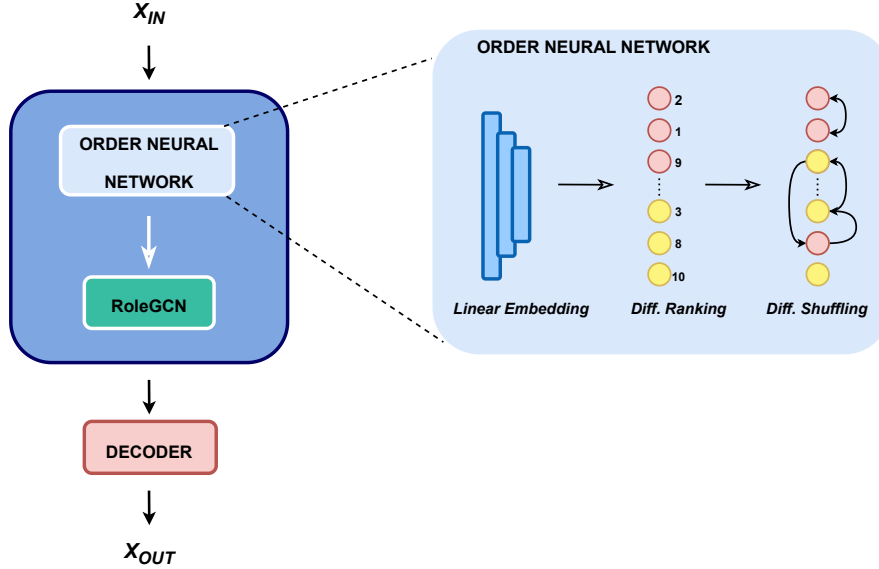 X_IN
ORDER NEURAL
NETWORK
RoleGCN
DECODER
X_OUT
ORDER NEURAL NETWORK
2
1
9
3
8
10
Linear Embedding
Diff. Ranking
Diff. Shuffling